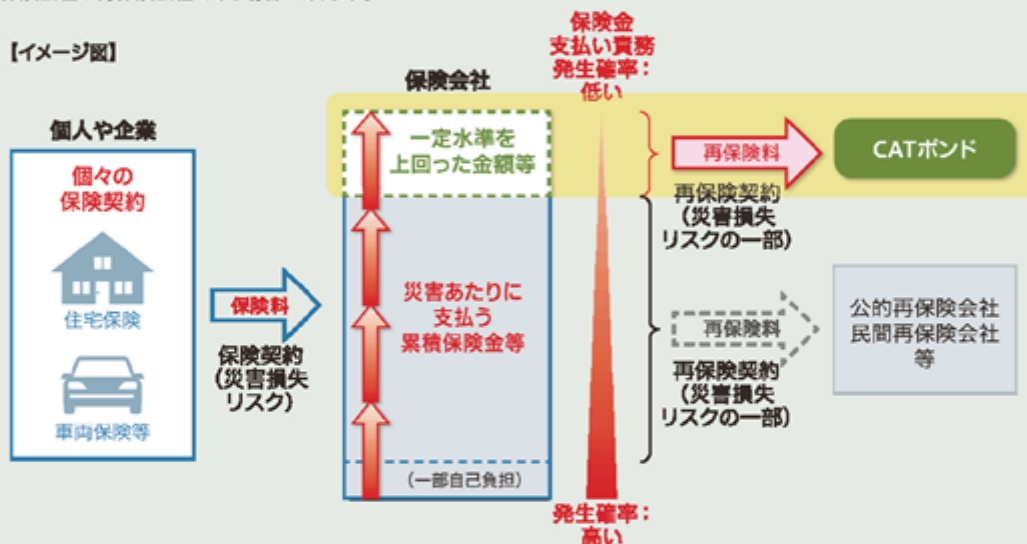 【イメージ図】
個人や企業
個々の
保険契約
住宅保険
車両保険等
保険料
保険契約
(災害損失
リスク)
保険会社
一定水準を
上回った金額等
災害あたりに
支払う
累積保険金等
(一部自己負担)
保険金
支払い責務
発生確率：
低い
発生確率：
高い
再保険料
再保険契約
(災害損失
リスクの一部)
CATボンド
再保険料
再保険契約
(災害損失
リスクの一部)
公的再保険会社
民間再保険会社
等